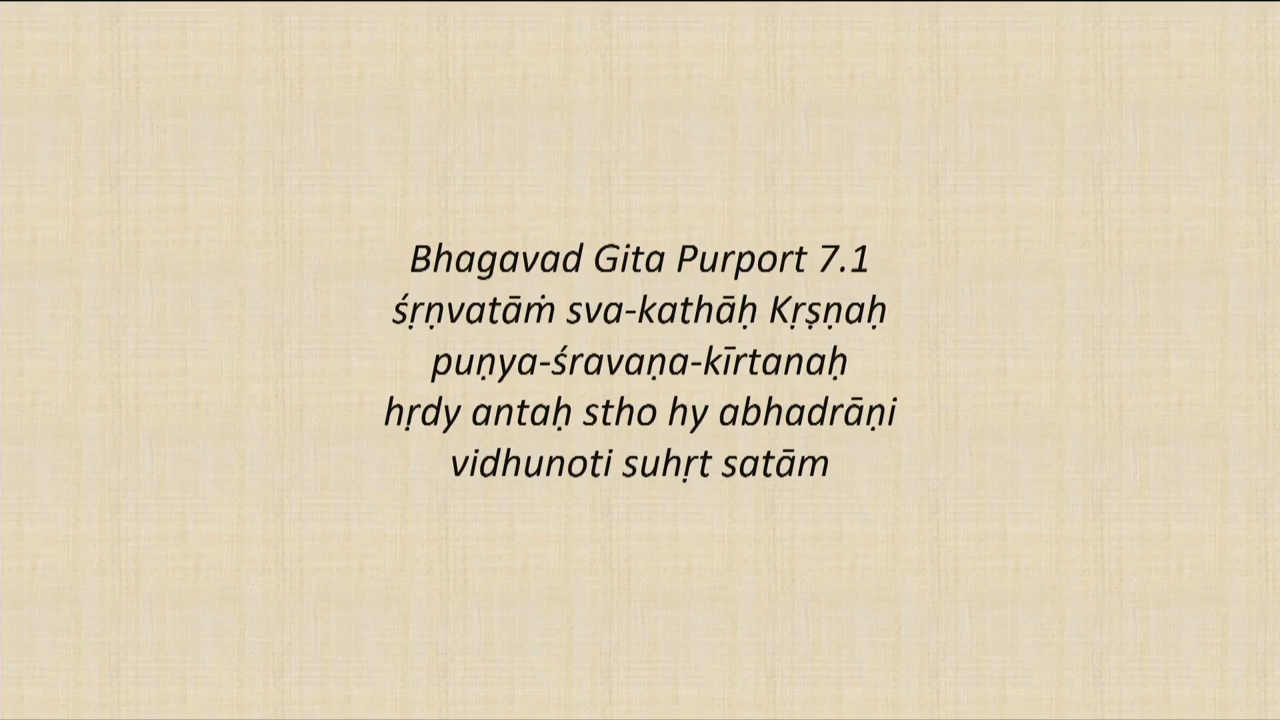 Bhagavad Gita Purport 7.1
śṛṇvatāṁ sva-kathāḥ Kṛṣṇaḥ
puṇya-śravaṇa-kīrtanaḥ
hṛdy antaḥ stho hy abhadrāṇi
vidhunoti suhṛt satām